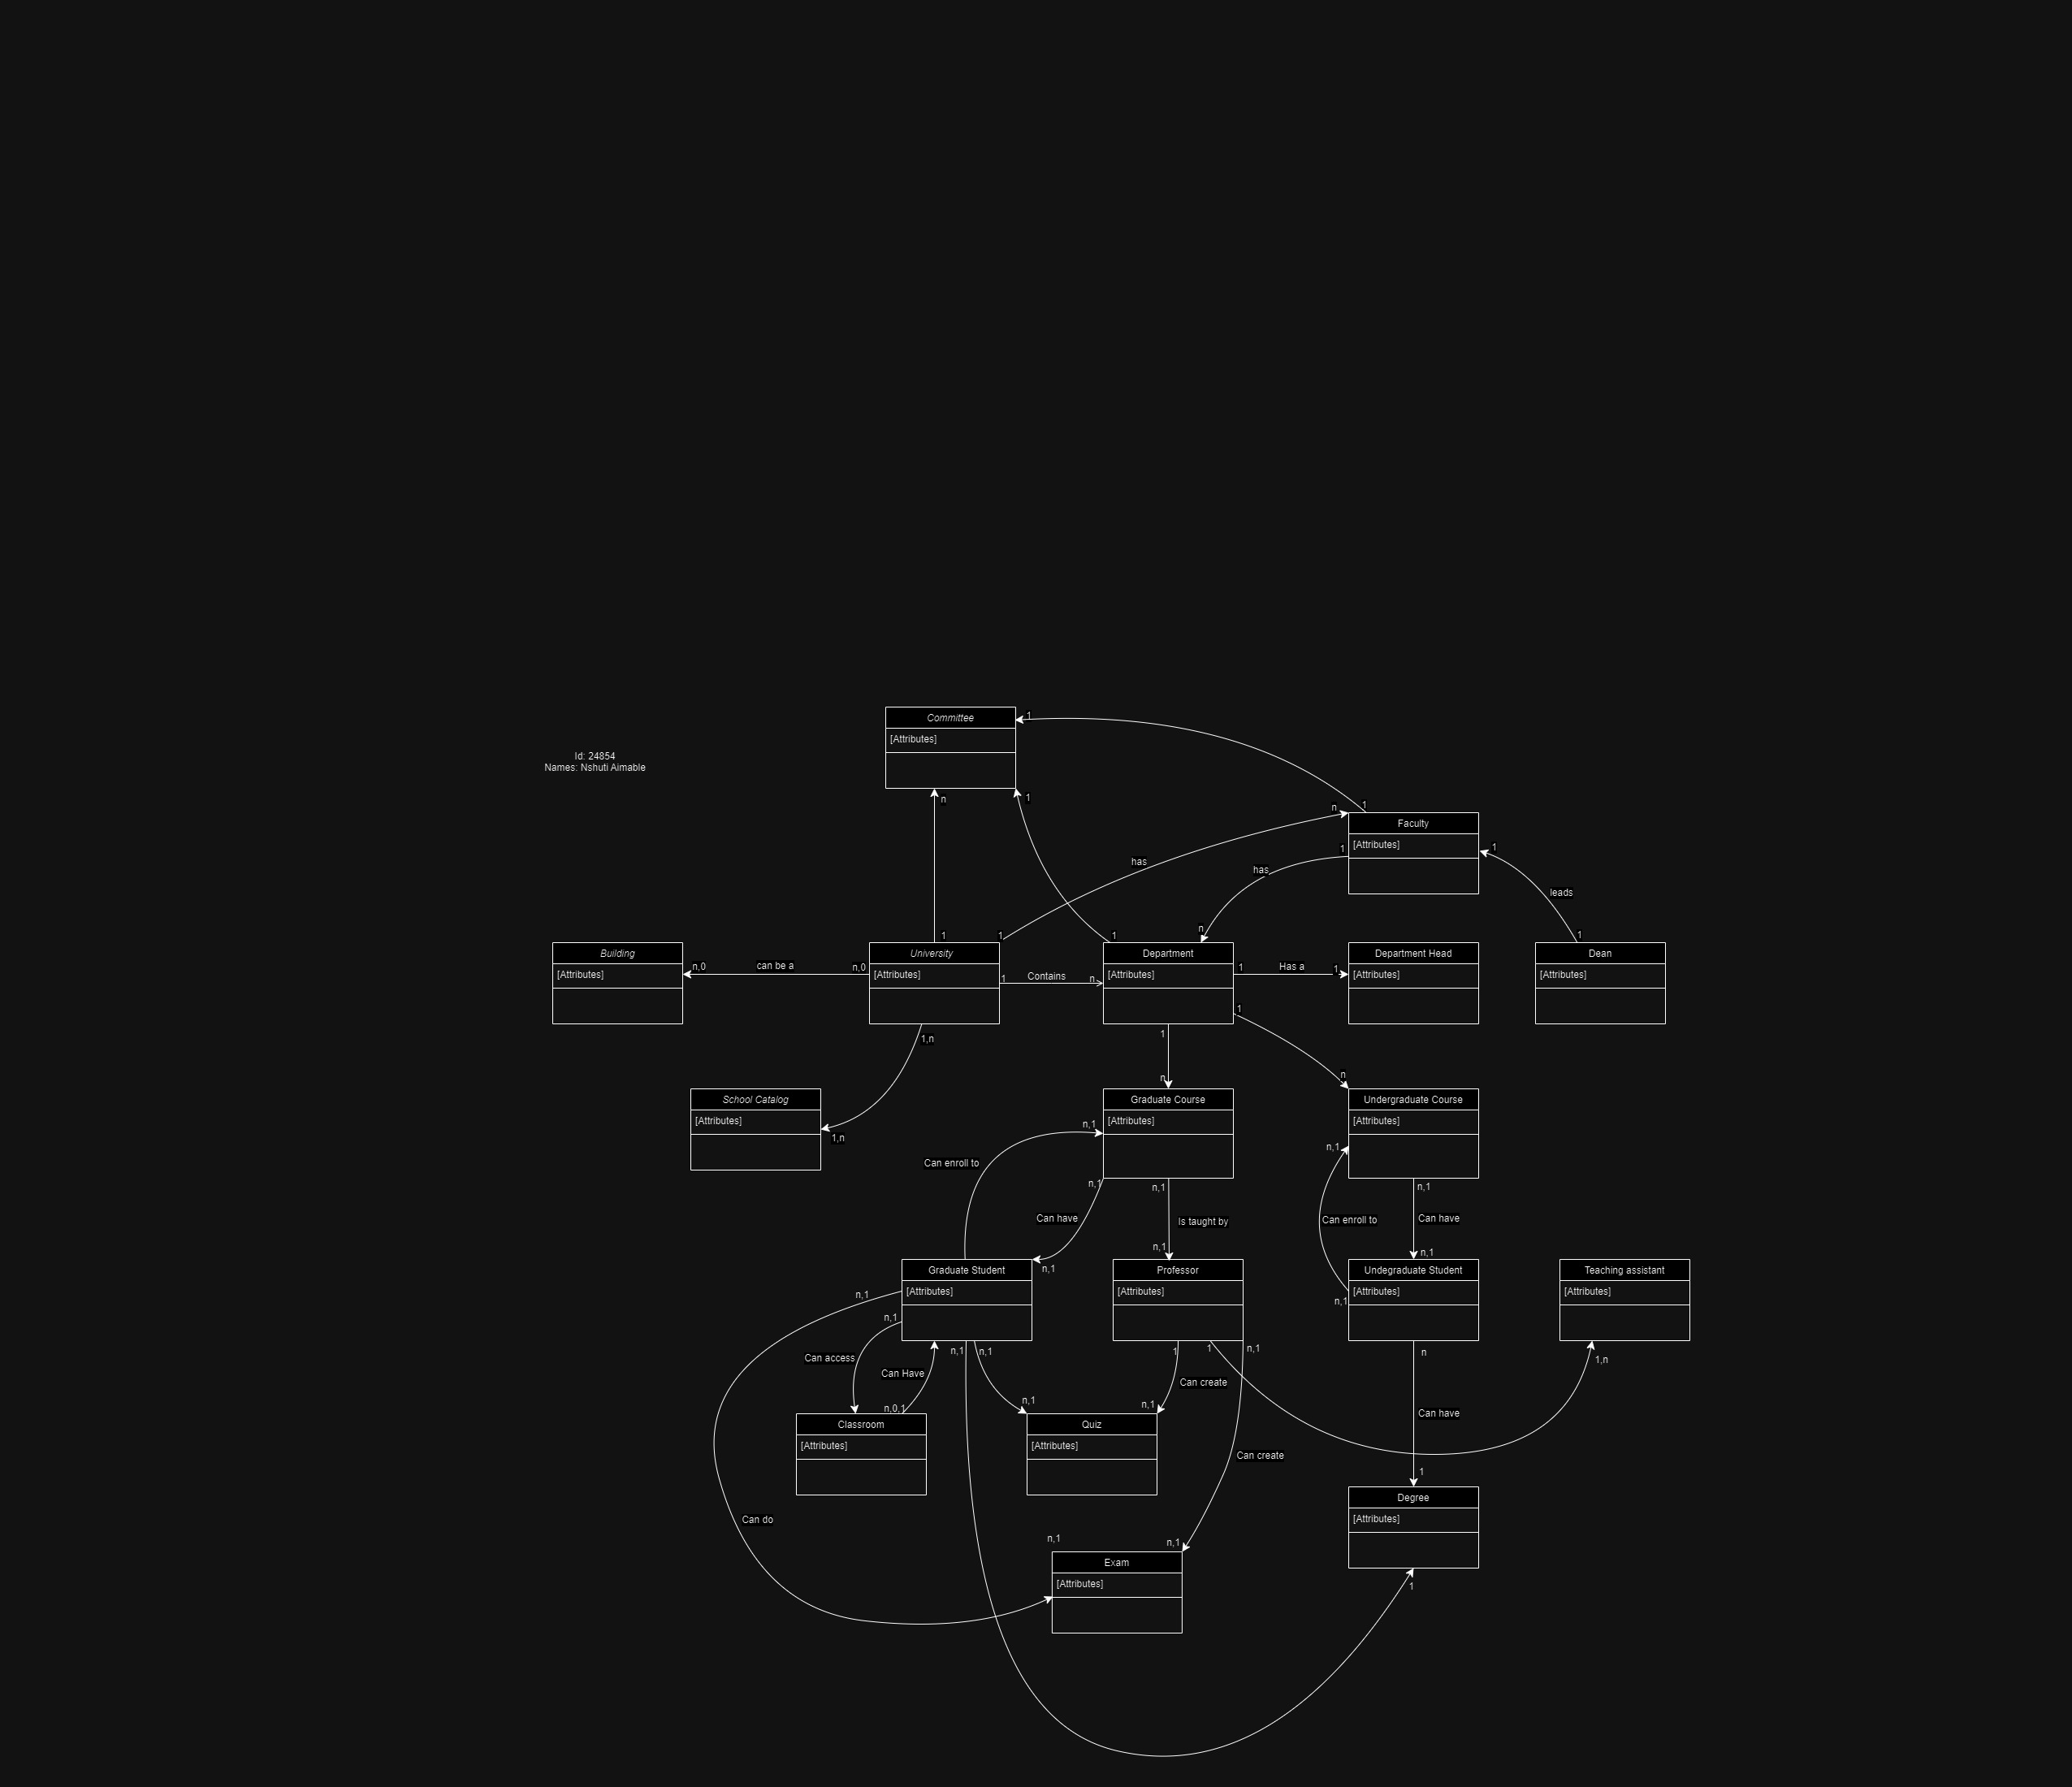 Committee
[Attributes]
1
Id: 24854
Names: Nshuti Aimable
n
1
n
1
Faculty
[Attributes]
1
1
has
has
leads
n
1
1
1
1
Building
[Attributes]
n,0
can be a
n,0
University
[Attributes]
1
Contains
n
Department
[Attributes]
1
Has a
1
Department Head
[Attributes]
Dean
[Attributes]
1
1,n
1
n
n
School Catalog
[Attributes]
1,n
Graduate Course
[Attributes]
n,1
Undergraduate Course
[Attributes]
n,1
Can enroll to
n,1
n,1
n,1
Can have
Is taught by
Can enroll to
Can have
n,1
n,1
n,1
Graduate Student
[Attributes]
Professor
[Attributes]
Undegraduate Student
[Attributes]
n,1
Teaching assistant
[Attributes]
n,1
n,1
n,1
n,1
1
1
n,1
n
1,n
Can access
Can Have
Can create
n,0,1
n,1
n,1
Can have
Classroom
[Attributes]
Quiz
[Attributes]
Can create
1
Degree
[Attributes]
Can do
n,1
n,1
Exam
[Attributes]
1